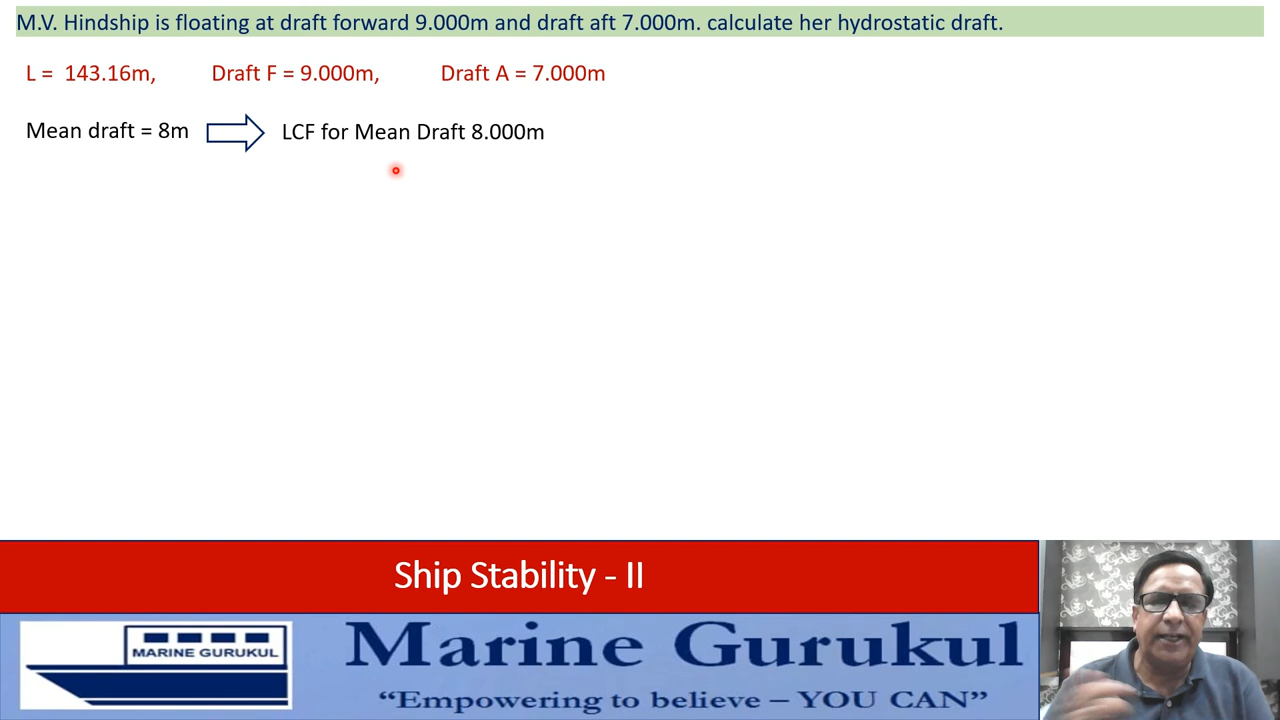 M.V. Hindship is floating at draft forward 9.000m and draft aft 7.000m. calculate her hydrostatic draft.
L = 143.16m, Draft F = 9.000m, Draft A = 7.000m
Mean draft = 8m LCF for Mean Draft 8.000m
Ship Stability - II
MARINE GURUKUL
Marine Gurukul
“Empowering to believe – YOU CAN”